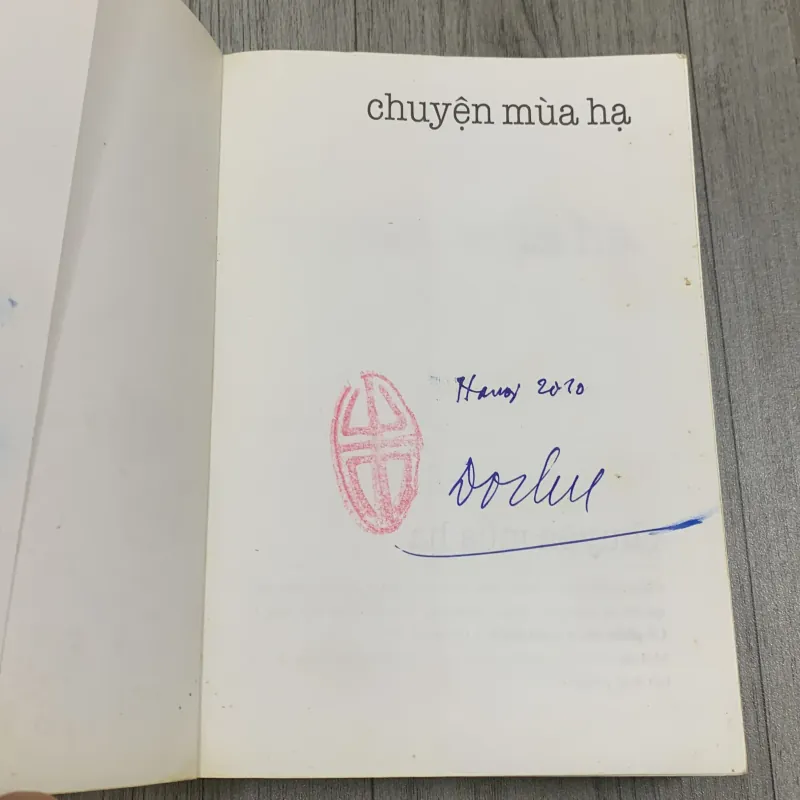 chuyện mùa hạ
Hanoi 2010